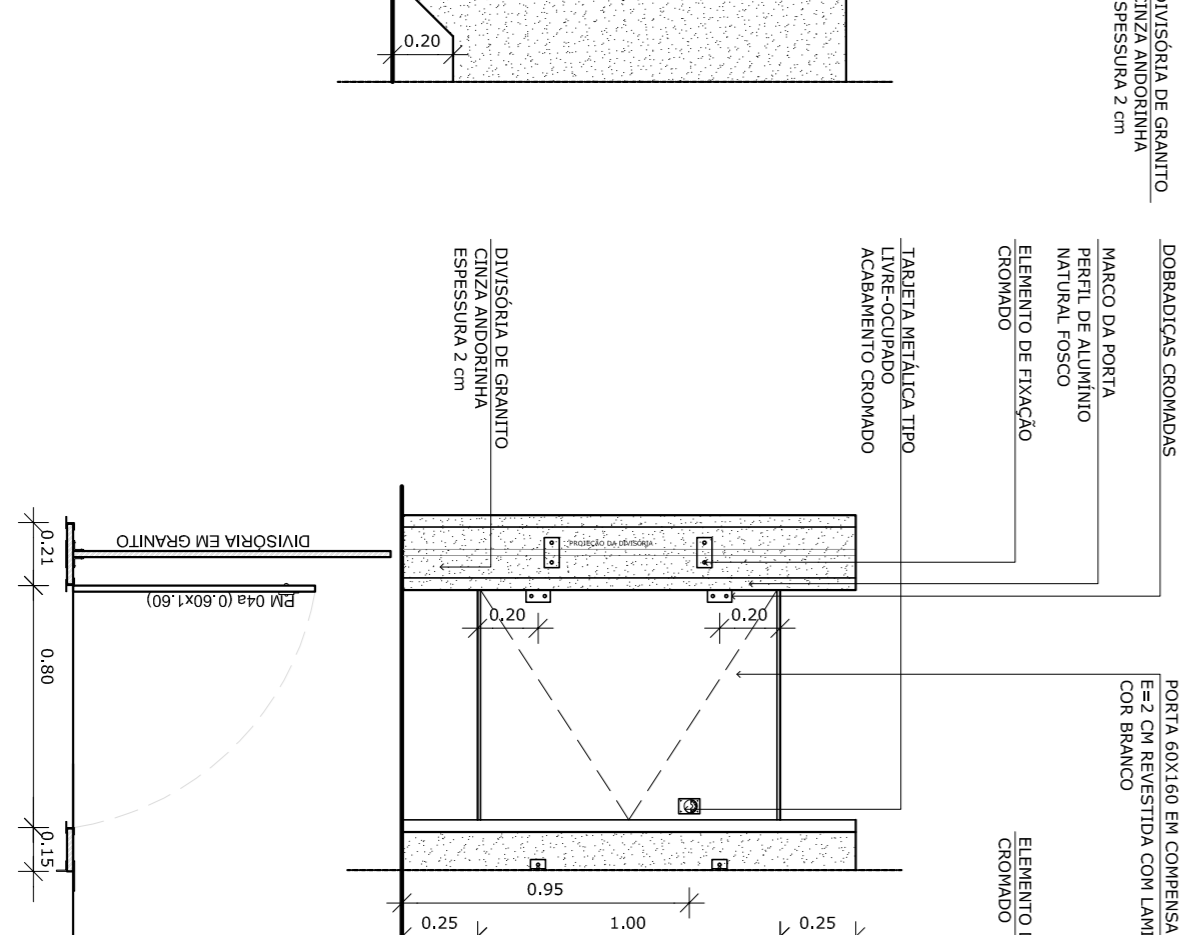 DIVISÓRIA DE GRANITO
CINZA ANDORINHA
ESPESSURA 2 cm
0.20
DOBRADIÇAS CROMADAS
MARCO DA PORTA
PERFIL DE ALUMÍNIO
NATURAL FOSCO
ELEMENTO DE FIXAÇÃO
CROMADO
TARJETA METÁLICA TIPO
LIVRE-OCUPADO
ACABAMENTO CROMADO
DIVISÓRIA DE GRANITO
CINZA ANDORINHA
ESPESSURA 2 cm
PORTA 60X160 EM COMPENSA
E=2 CM REVESTIDA COM LAMI
COR BRANCO
ELEMENTO
CROMADO
PROJEÇÃO DA DIVISÓRIA
0.20
0.20
DIVISÓRIA EM GRANITO
PM 04a (0.60x1.60)
0.21
0.80
0.15
0.95
0.25
1.00
0.25